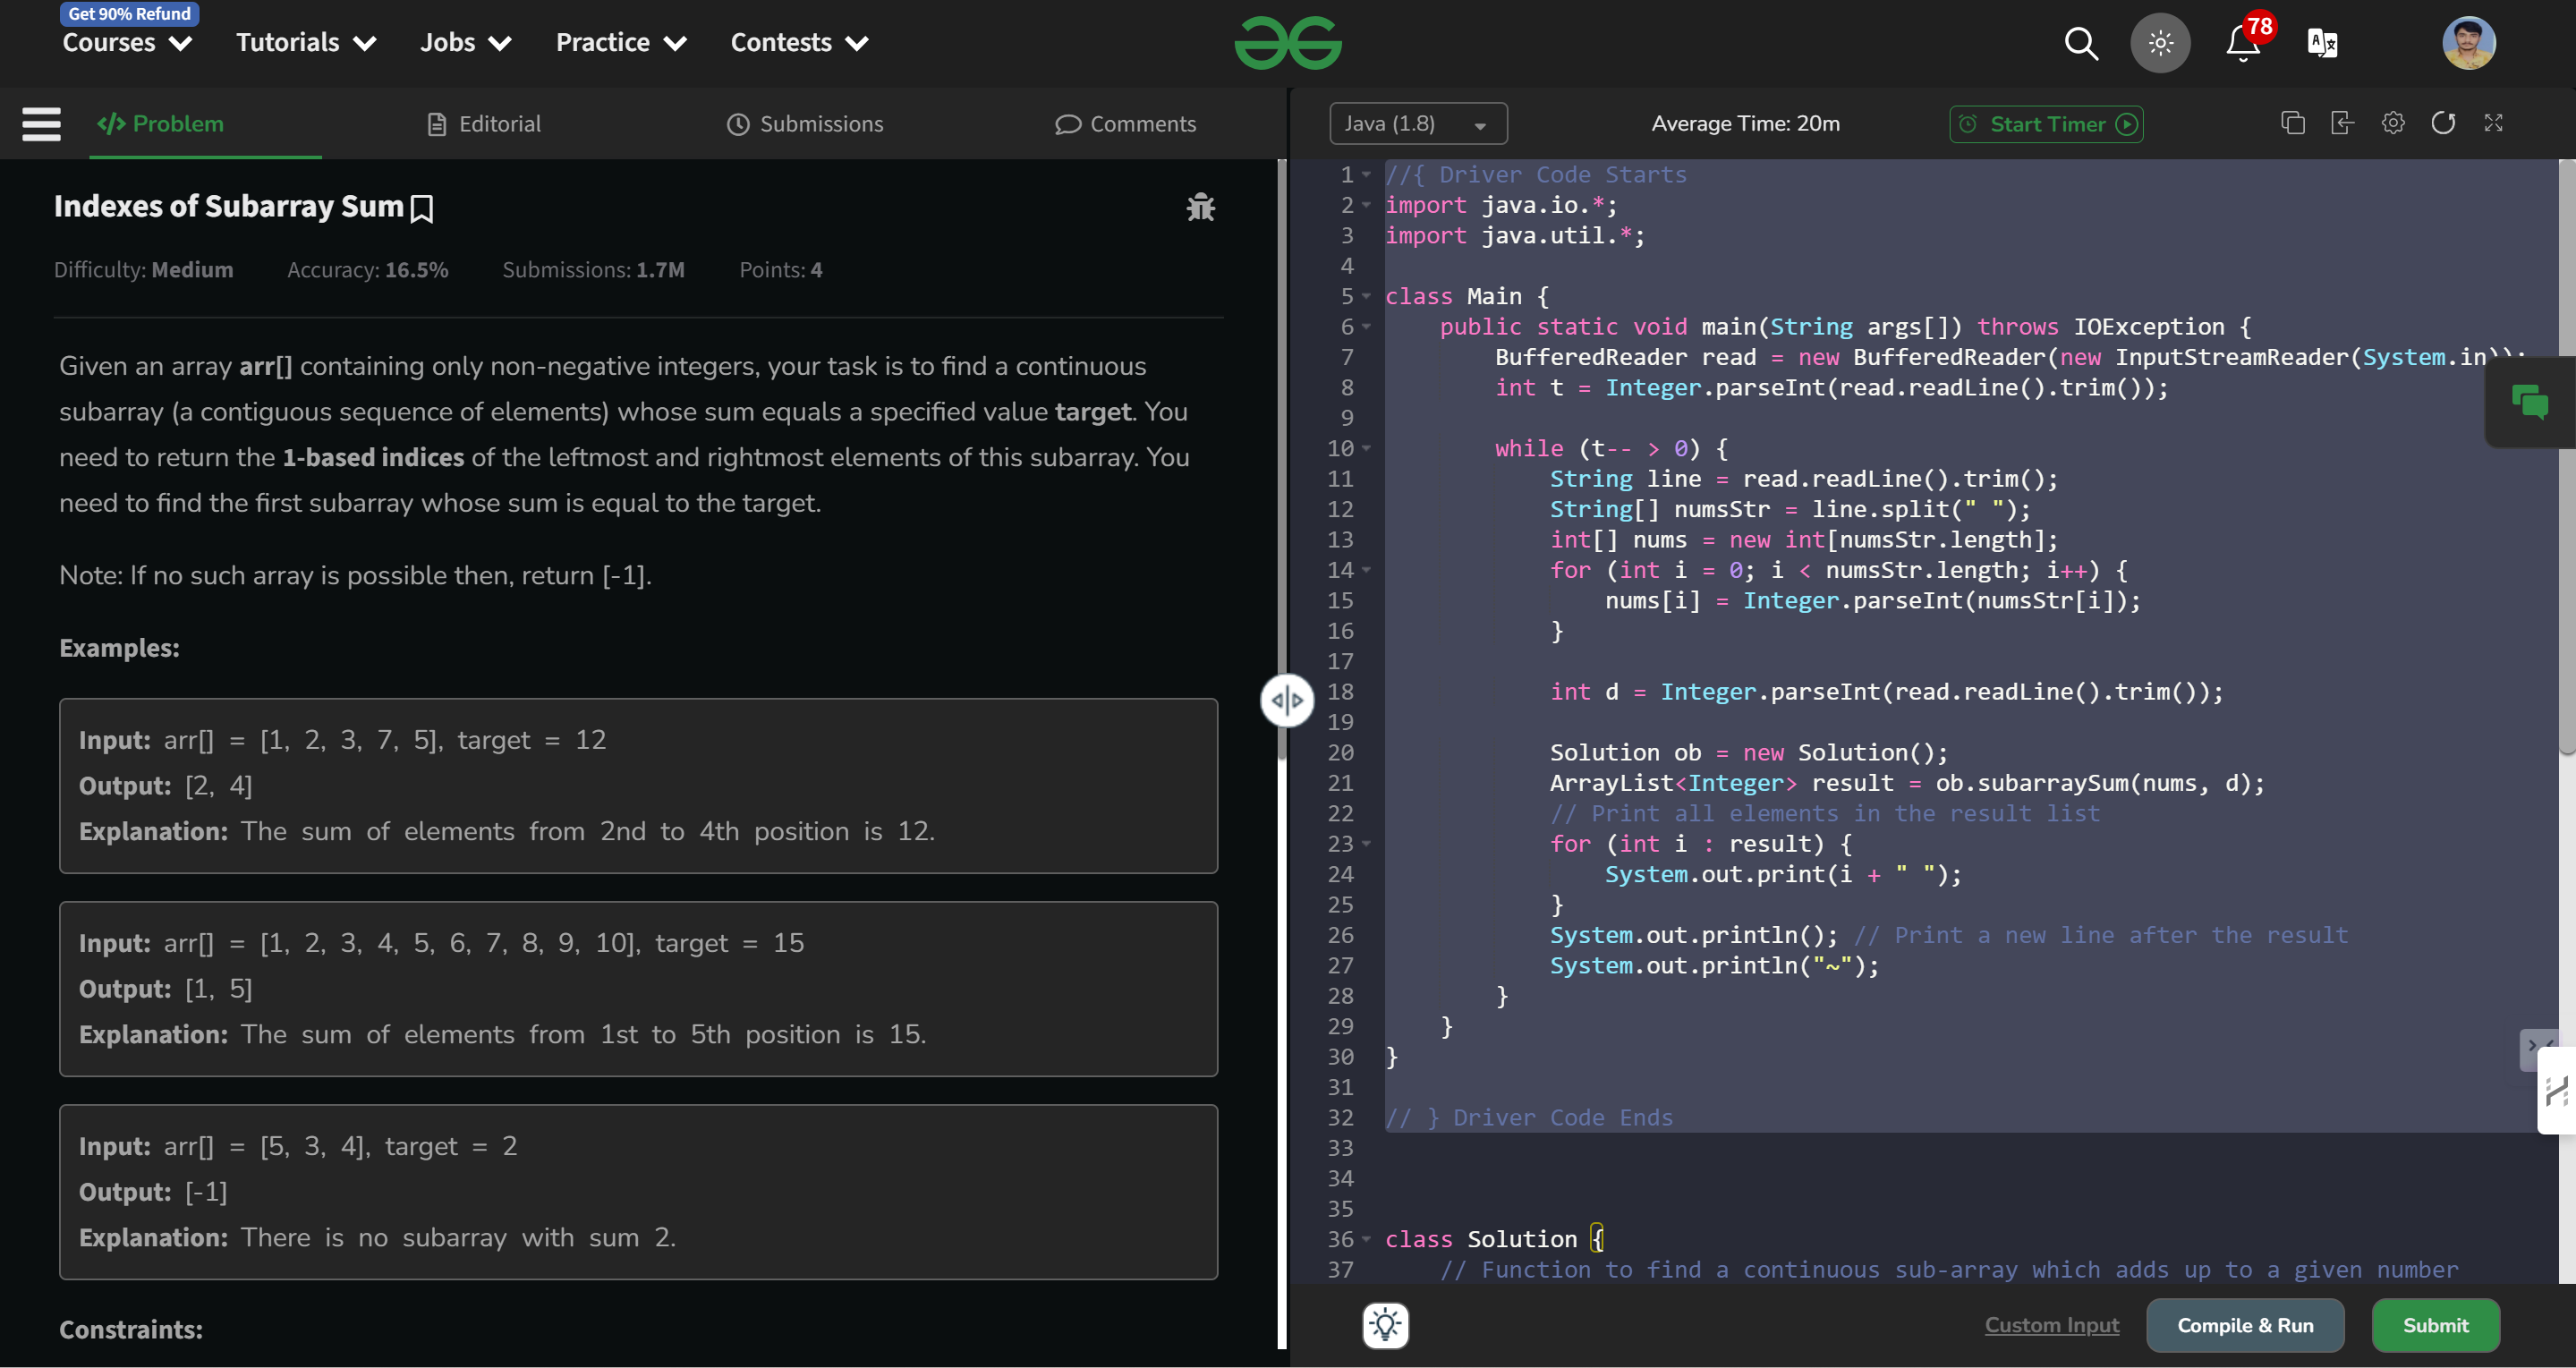 Get 90% Refund
Courses Tutorials Jobs Practice Contests
78
Problem Editorial Submissions Comments
Indexes of Subarray Sum
Difficulty: Medium Accuracy: 16.5% Submissions: 1.7M Points: 4
Given an array arr[] containing only non-negative integers, your task is to find a continuous
subarray (a contiguous sequence of elements) whose sum equals a specified value target. You
need to return the 1-based indices of the leftmost and rightmost elements of this subarray. You
need to find the first subarray whose sum is equal to the target.
Note: If no such array is possible then, return [-1].
Examples:
Input: arr[] = [1, 2, 3, 7, 5], target = 12
Output: [2, 4]
Explanation: The sum of elements from 2nd to 4th position is 12.
Input: arr[] = [1, 2, 3, 4, 5, 6, 7, 8, 9, 10], target = 15
Output: [1, 5]
Explanation: The sum of elements from 1st to 5th position is 15.
Input: arr[] = [5, 3, 4], target = 2
Output: [-1]
Explanation: There is no subarray with sum 2.
Constraints:
Java (1.8) Average Time: 20m Start Timer
1 //{ Driver Code Starts
2 import java.io.*;
3 import java.util.*;
4
5 class Main {
6 public static void main(String args[]) throws IOException {
7 BufferedReader read = new BufferedReader(new InputStreamReader(System.in));
8 int t = Integer.parseInt(read.readLine().trim());
9
10 while (t-- > 0) {
11 String line = read.readLine().trim();
12 String[] numsStr = line.split(" ");
13 int[] nums = new int[numsStr.length];
14 for (int i = 0; i < numsStr.length; i++) {
15 nums[i] = Integer.parseInt(numsStr[i]);
16 }
17
18 int d = Integer.parseInt(read.readLine().trim());
19
20 Solution ob = new Solution();
21 ArrayList<Integer> result = ob.subarraySum(nums, d);
22 // Print all elements in the result list
23 for (int i : result) {
24 System.out.print(i + " ");
25 }
26 System.out.println(); // Print a new line after the result
27 System.out.println("~");
28 }
29 }
30 }
31
32 // } Driver Code Ends
33
34
35
36 class Solution {
37 // Function to find a continuous sub-array which adds up to a given number
Custom Input Compile & Run Submit